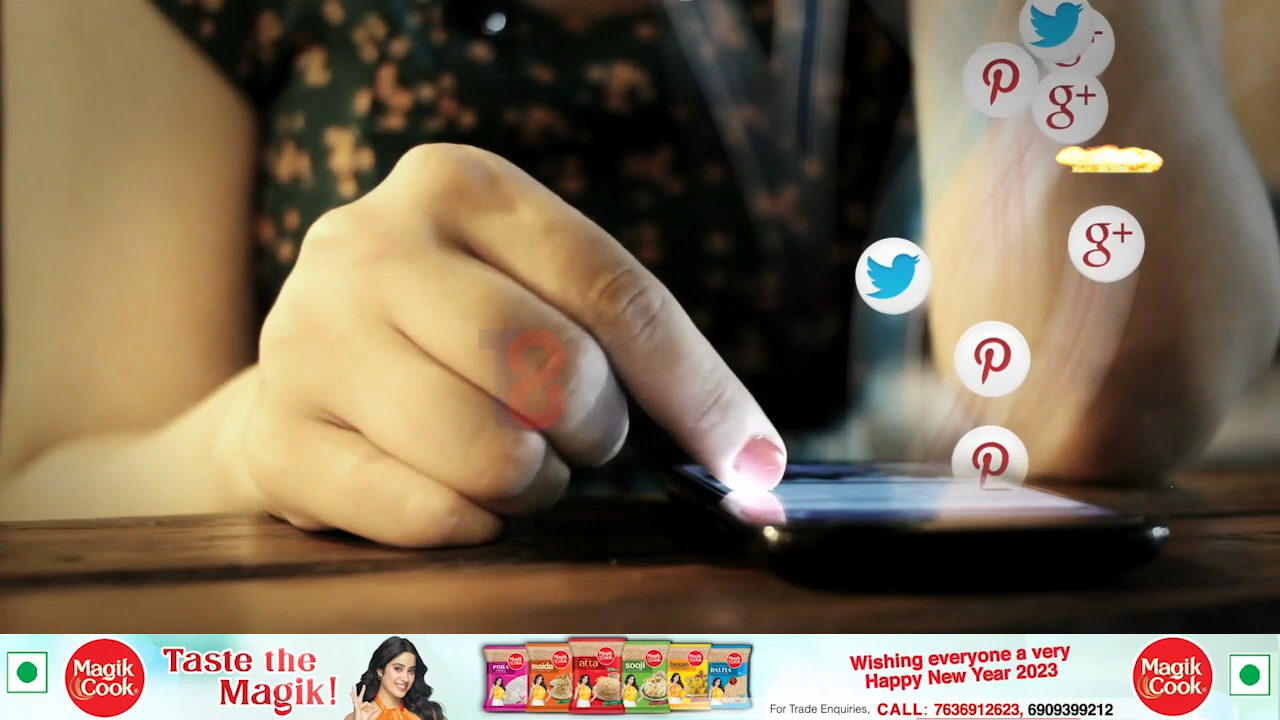 g+
g+
T8
Magik
Cook
Taste the
Magik!
POHA
maida
atta
sooji
besan
DALIYA
Wishing everyone a very
Happy New Year 2023
For Trade Enquiries, CALL: 7636912623, 6909399212
Magik
Cook